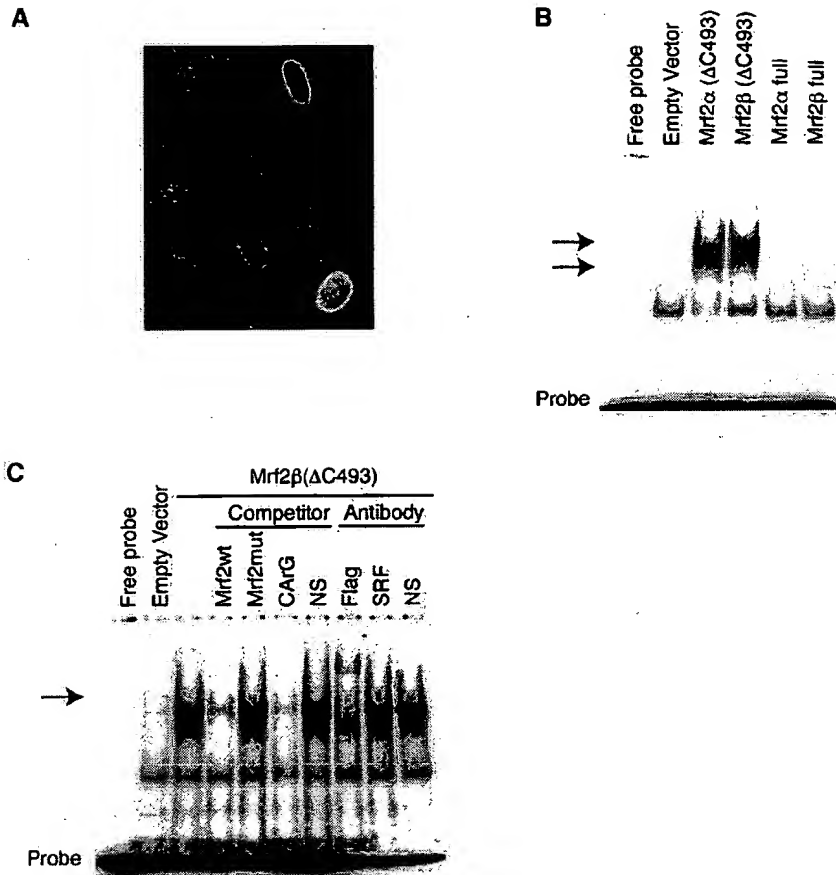 A
B
Free probe
Empty Vector
Mrf2α (ΔC493)
Mrf2β (ΔC493)
Mrf2α full
Mrf2β full
Probe
C
Mrf2β(ΔC493)
Competitor
Antibody
Free probe
Empty Vector
Mrf2wt
Mrf2mut
CArG
NS
Flag
SRF
NS
Probe